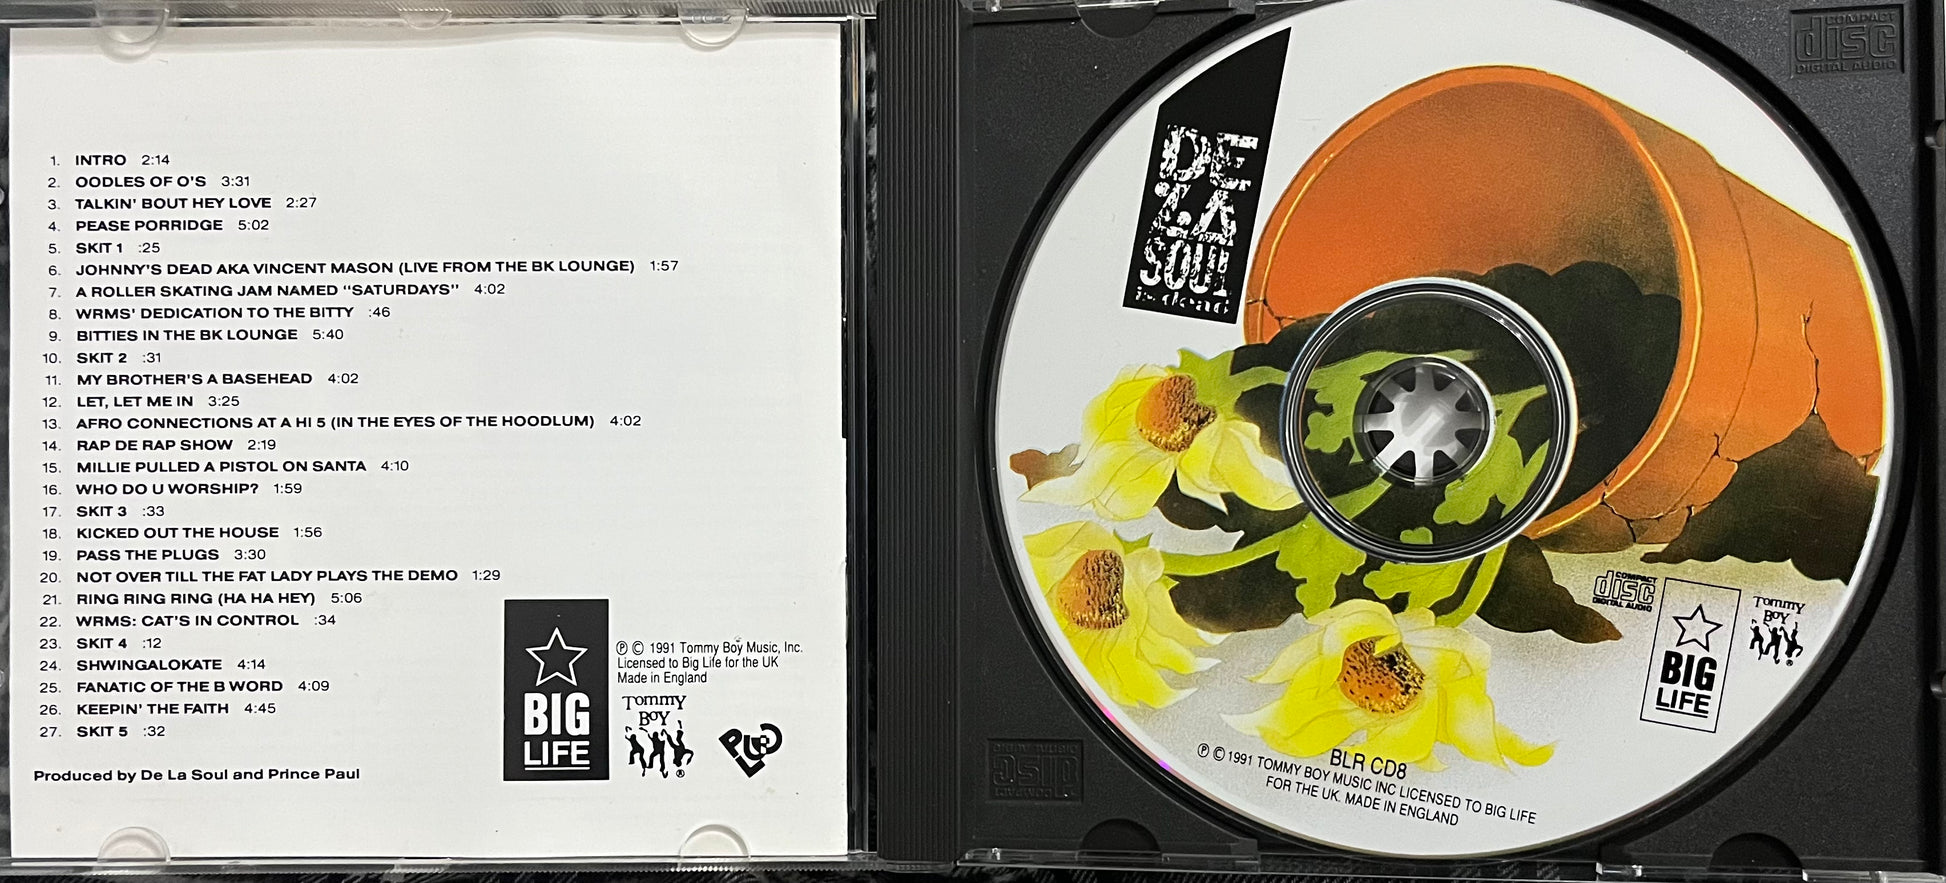 1. INTRO 2:14
2. OODLES OF O'S 3:31
3. TALKIN' BOUT HEY LOVE 2:27
4. PEASE PORRIDGE 5:02
5. SKIT 1 :25
6. JOHNNY'S DEAD AKA VINCENT MASON (LIVE FROM THE BK LOUNGE) 1:57
7. A ROLLER SKATING JAM NAMED "SATURDAYS" 4:02
8. WRMS' DEDICATION TO THE BITTY :46
9. BITTIES IN THE BK LOUNGE 5:40
10. SKIT 2 :31
11. MY BROTHER'S A BASEHEAD 4:02
12. LET, LET ME IN 3:25
13. AFRO CONNECTIONS AT A HI 5 (IN THE EYES OF THE HOODLUM) 4:02
14. RAP DE RAP SHOW 2:19
15. MILLIE PULLED A PISTOL ON SANTA 4:10
16. WHO DO U WORSHIP? 1:59
17. SKIT 3 :33
18. KICKED OUT THE HOUSE 1:56
19. PASS THE PLUGS 3:30
20. NOT OVER TILL THE FAT LADY PLAYS THE DEMO 1:29
21. RING RING RING (HA HA HEY) 5:06
22. WRMS: CAT'S IN CONTROL :34
23. SKIT 4 :12
24. SHWINGALOKATE 4:14
25. FANATIC OF THE B WORD 4:09
26. KEEPIN' THE FAITH 4:45
27. SKIT 5 :32
Produced by De La Soul and Prince Paul
BIG
LIFE
℗ © 1991 Tommy Boy Music, Inc.
Licensed to Big Life for the UK
Made in England
Tommy
BoY
®
PLUG
DE
LA
SOUL
COMPACT
disc
DIGITAL AUDIO
COMPACT
disc
DIGITAL AUDIO
BIG
LIFE
Tommy
BoY
®
BLR CD8
℗ © 1991 TOMMY BOY MUSIC INC LICENSED TO BIG LIFE
FOR THE UK. MADE IN ENGLAND
COMPACT
disc
DIGITAL AUDIO